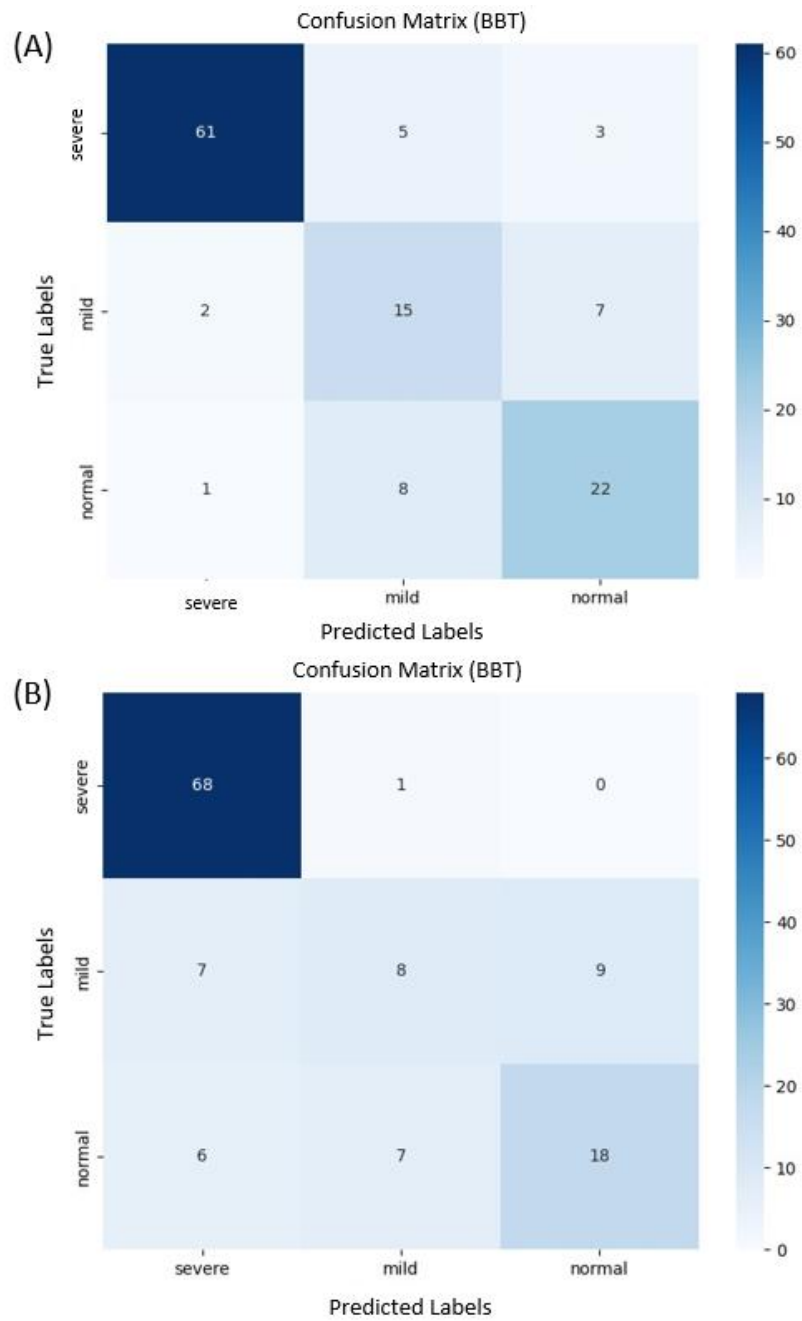 Confusion Matrix (BBT)
(A)
60
50
40
30
20
10
True Labels
severe
61 5 3
mild
2 15 7
normal
1 8 22
severe mild normal
Predicted Labels
Confusion Matrix (BBT)
(B)
60
50
40
30
20
10
0
True Labels
severe
68 1 0
mild
7 8 9
normal
6 7 18
severe mild normal
Predicted Labels